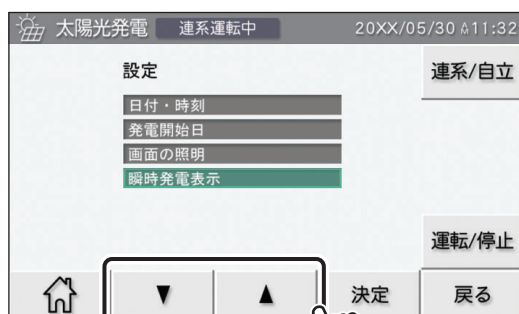 太陽光発電 連系運転中 20XX/05/30 11:32
設定
連系/自立
日付・時刻
発電開始日
画面の照明
瞬時発電表示
運転/停止
▼ ▲ 決定 戻る